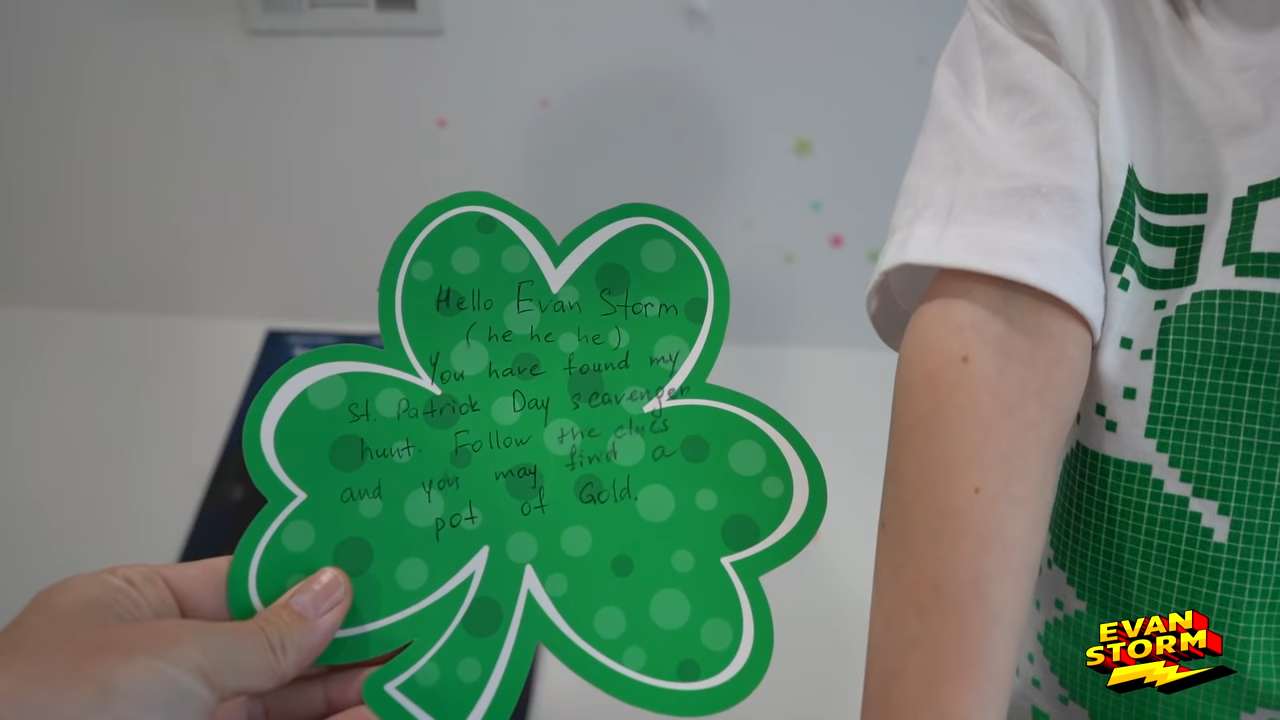 Hello Evan Storm
(he he he)
You have found my
St. Patrick Day scavenger
hunt. Follow the clues
and you may find a
pot of Gold.
EVAN
STORM